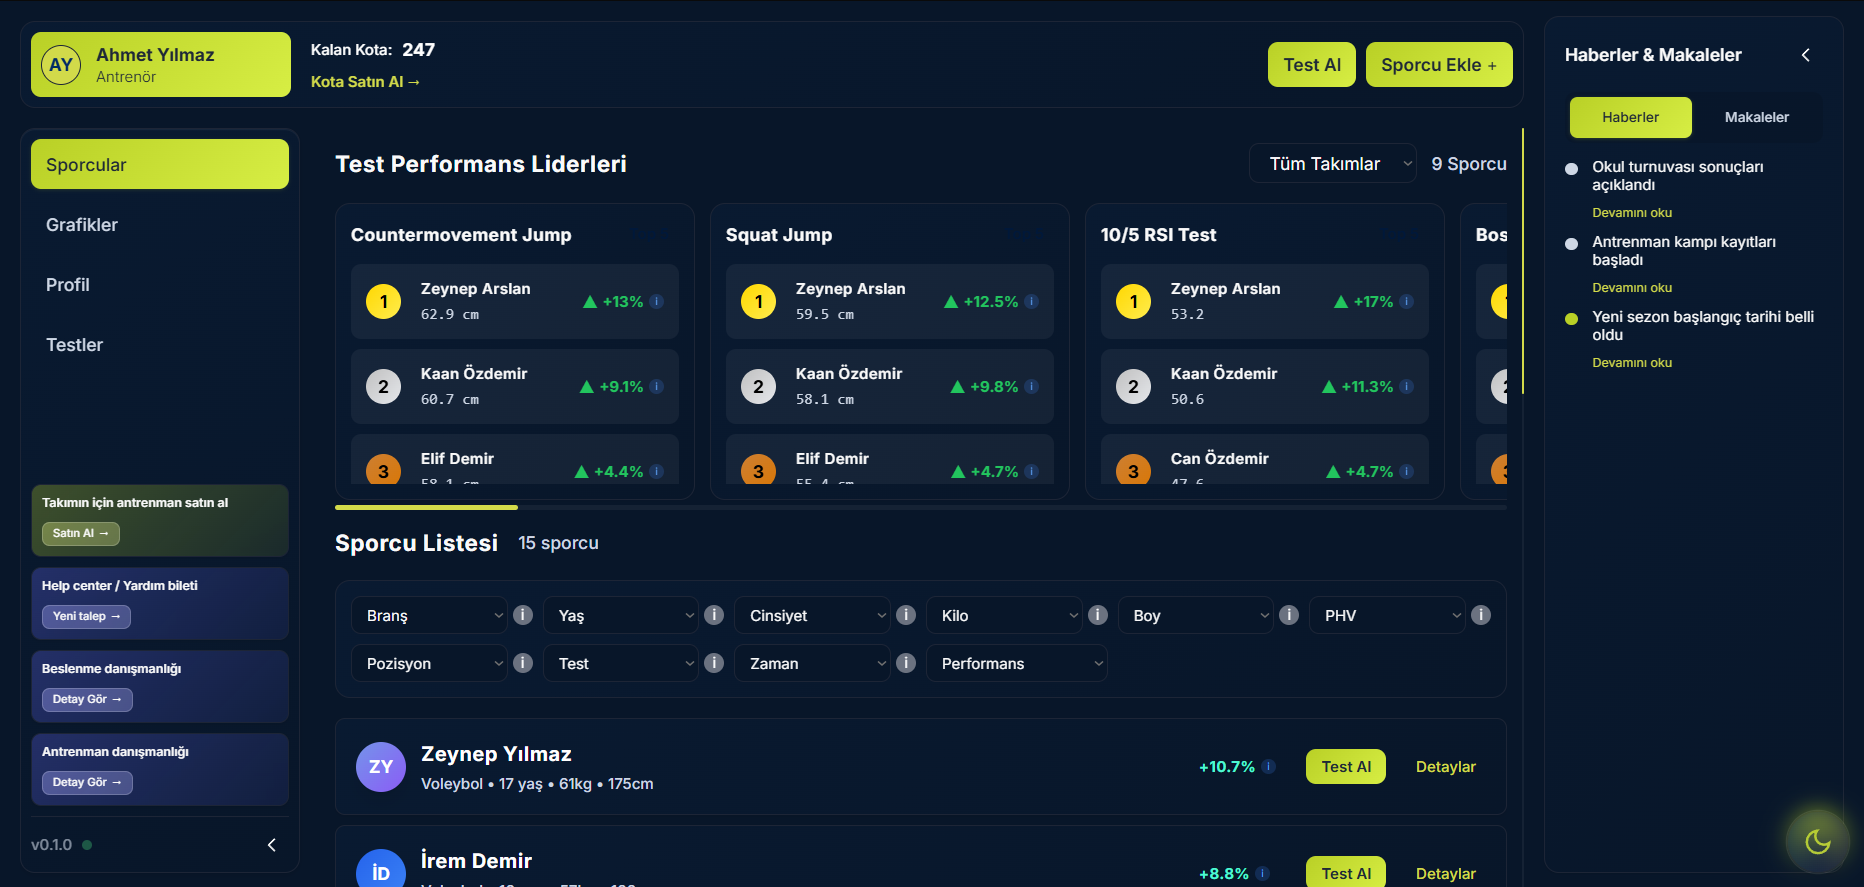 AY
Ahmet Yılmaz
Antrenör
Kalan Kota: 247
Kota Satın Al →
Test Al
Sporcu Ekle +
Sporcular
Grafikler
Profil
Testler
Takımın için antrenman satın al
Satın Al →
Help center / Yardım bileti
Yeni talep →
Beslenme danışmanlığı
Detay Gör →
Antrenman danışmanlığı
Detay Gör →
v0.1.0
Test Performans Liderleri
Tüm Takımlar
9 Sporcu
Countermovement Jump
1
Zeynep Arslan
62.9 cm
▲ +13% i
2
Kaan Özdemir
60.7 cm
▲ +9.1% i
3
Elif Demir
58.1 cm
▲ +4.4% i
Squat Jump
1
Zeynep Arslan
59.5 cm
▲ +12.5% i
2
Kaan Özdemir
58.1 cm
▲ +9.8% i
3
Elif Demir
55.4 cm
▲ +4.7% i
10/5 RSI Test
1
Zeynep Arslan
53.2
▲ +17% i
2
Kaan Özdemir
50.6
▲ +11.3% i
3
Can Özdemir
47.6
▲ +4.7% i
Bos
Sporcu Listesi
15 sporcu
Branş i
Yaş i
Cinsiyet i
Kilo i
Boy i
PHV i
Pozisyon i
Test i
Zaman i
Performans
ZY
Zeynep Yılmaz
Voleybol • 17 yaş • 61kg • 175cm
+10.7% i
Test Al
Detaylar
İD
İrem Demir
+8.8% i
Test Al
Detaylar
Haberler & Makaleler
Haberler
Makaleler
Okul turnuvası sonuçları
açıklandı
Devamını oku
Antrenman kampı kayıtları
başladı
Devamını oku
Yeni sezon başlangıç tarihi belli
oldu
Devamını oku